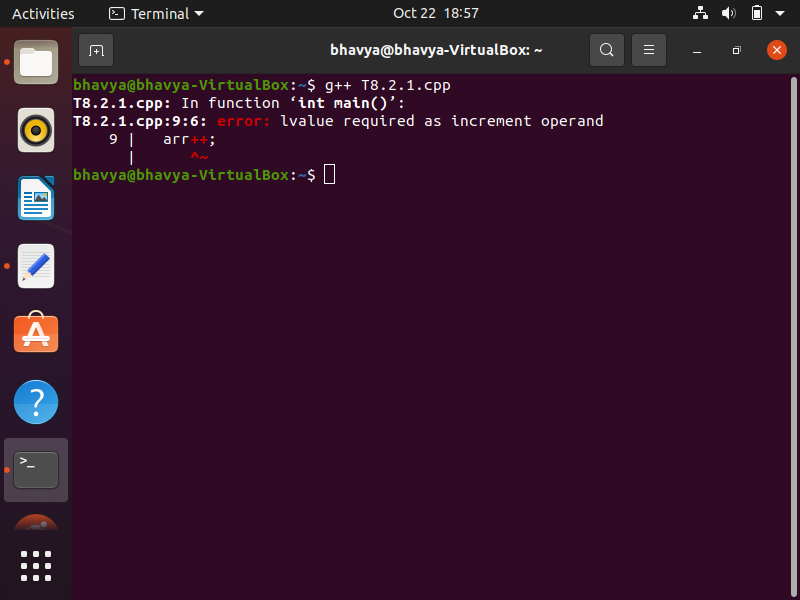 Activities Terminal Oct 22 18:57
bhavya@bhavya-VirtualBox: ~
bhavya@bhavya-VirtualBox:~$ g++ T8.2.1.cpp
T8.2.1.cpp: In function ‘int main()’:
T8.2.1.cpp:9:6: error: lvalue required as increment operand
    9 |   arr++;
      |      ^~
bhavya@bhavya-VirtualBox:~$